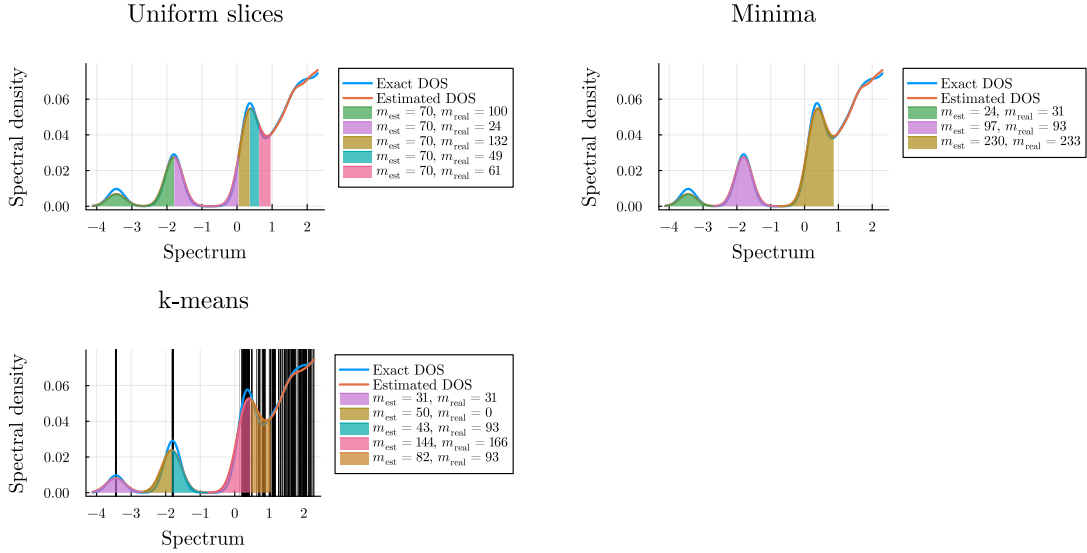 Uniform slices
Spectral density
0.06
0.04
0.02
0.00
−4 −3 −2 −1 0 1 2
Spectrum
Exact DOS
Estimated DOS
m_est = 70, m_real = 100
m_est = 70, m_real = 24
m_est = 70, m_real = 132
m_est = 70, m_real = 49
m_est = 70, m_real = 61
Minima
Spectral density
0.06
0.04
0.02
0.00
−4 −3 −2 −1 0 1 2
Spectrum
Exact DOS
Estimated DOS
m_est = 24, m_real = 31
m_est = 97, m_real = 93
m_est = 230, m_real = 233
k-means
Spectral density
0.06
0.04
0.02
0.00
−4 −3 −2 −1 0 1 2
Spectrum
Exact DOS
Estimated DOS
m_est = 31, m_real = 31
m_est = 50, m_real = 0
m_est = 43, m_real = 93
m_est = 144, m_real = 166
m_est = 82, m_real = 93